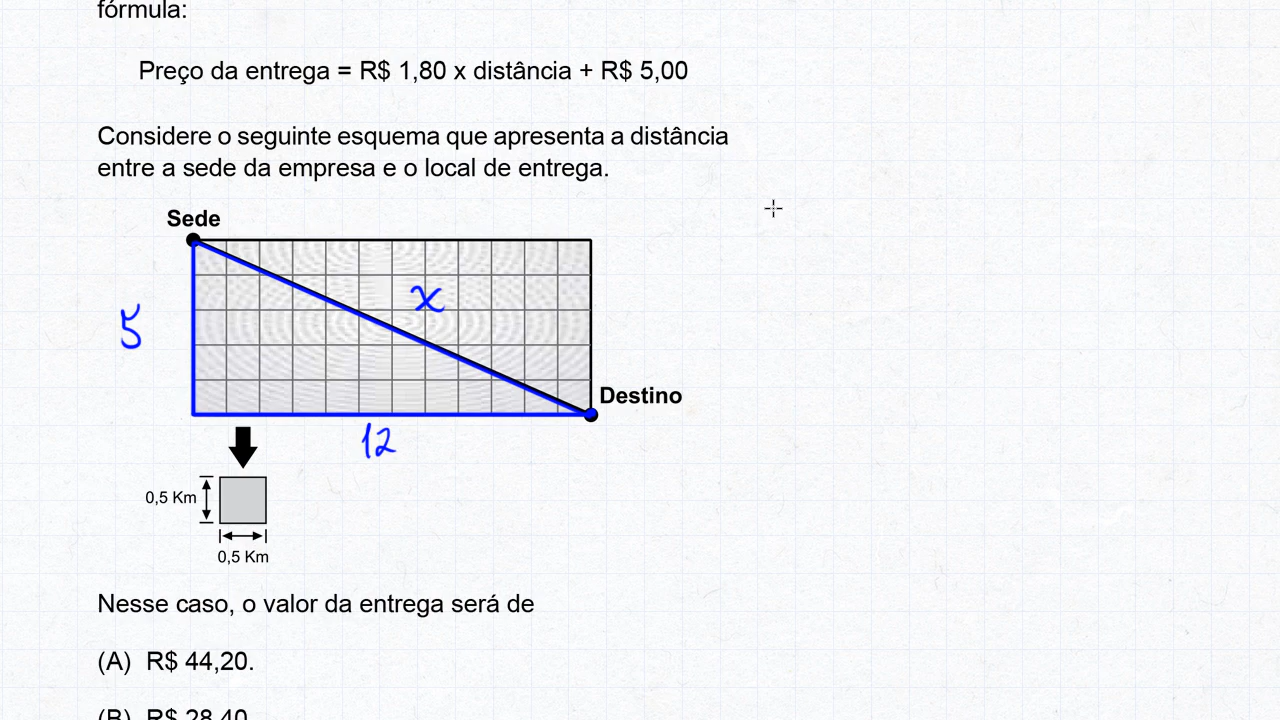 fórmula:
Preço da entrega = R$ 1,80 x distância + R$ 5,00
Considere o seguinte esquema que apresenta a distância
entre a sede da empresa e o local de entrega.
Sede
x
5
Destino
12
0,5 Km
0,5 Km
Nesse caso, o valor da entrega será de
(A) R$ 44,20.
(B) R$ 28,40